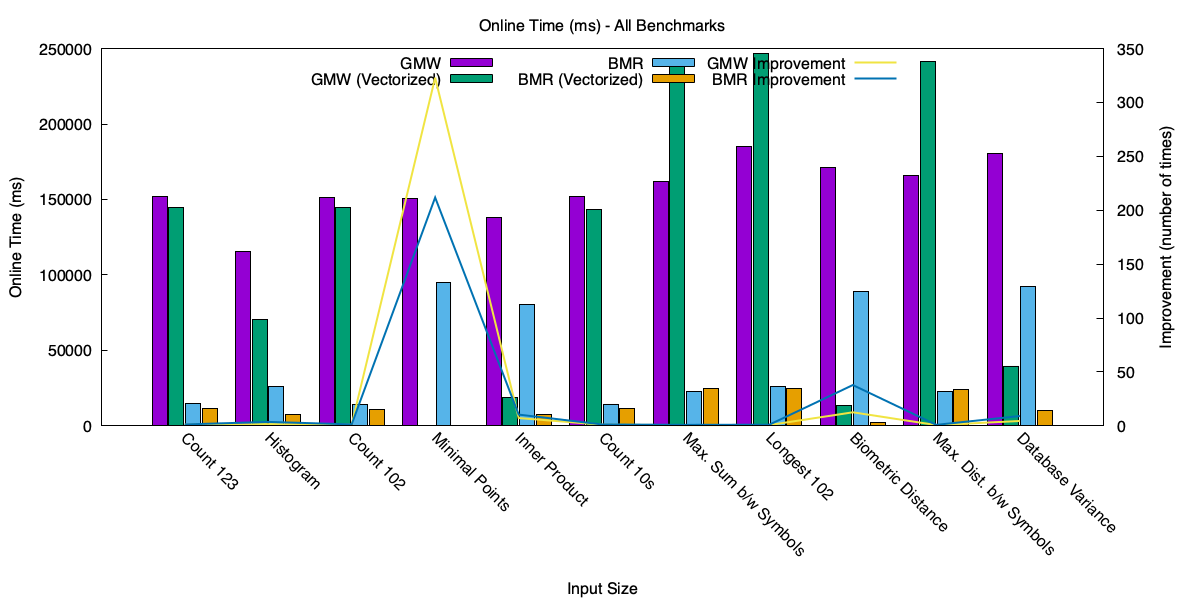 Online Time (ms) - All Benchmarks
GMW
GMW (Vectorized)
BMR
BMR (Vectorized)
GMW Improvement
BMR Improvement
Online Time (ms)
250000
200000
150000
100000
50000
0
350
300
250
200
150
100
50
0
Improvement (number of times)
Count 123
Histogram
Count 102
Minimal Points
Inner Product
Count 10s
Max. Sum b/w Symbols
Longest 102
Biometric Distance
Max. Dist. b/w Symbols
Database Variance
Input Size